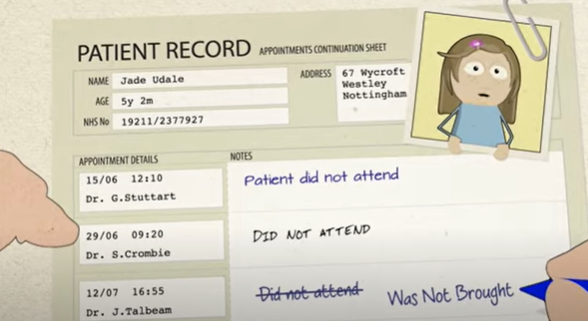 PATIENT RECORD APPOINTMENTS CONTINUATION SHEET
NAME Jade Udale
AGE 5y 2m
NHS No 19211/2377927
ADDRESS 67 Wycroft
Westley
Nottingham
APPOINTMENT DETAILS NOTES
15/06 12:10
Dr. G.Stuttart
Patient did not attend
29/06 09:20
Dr. S.Crombie
DID NOT ATTEND
12/07 16:55
Dr. J.Talbeam
Did not attend Was Not Brought